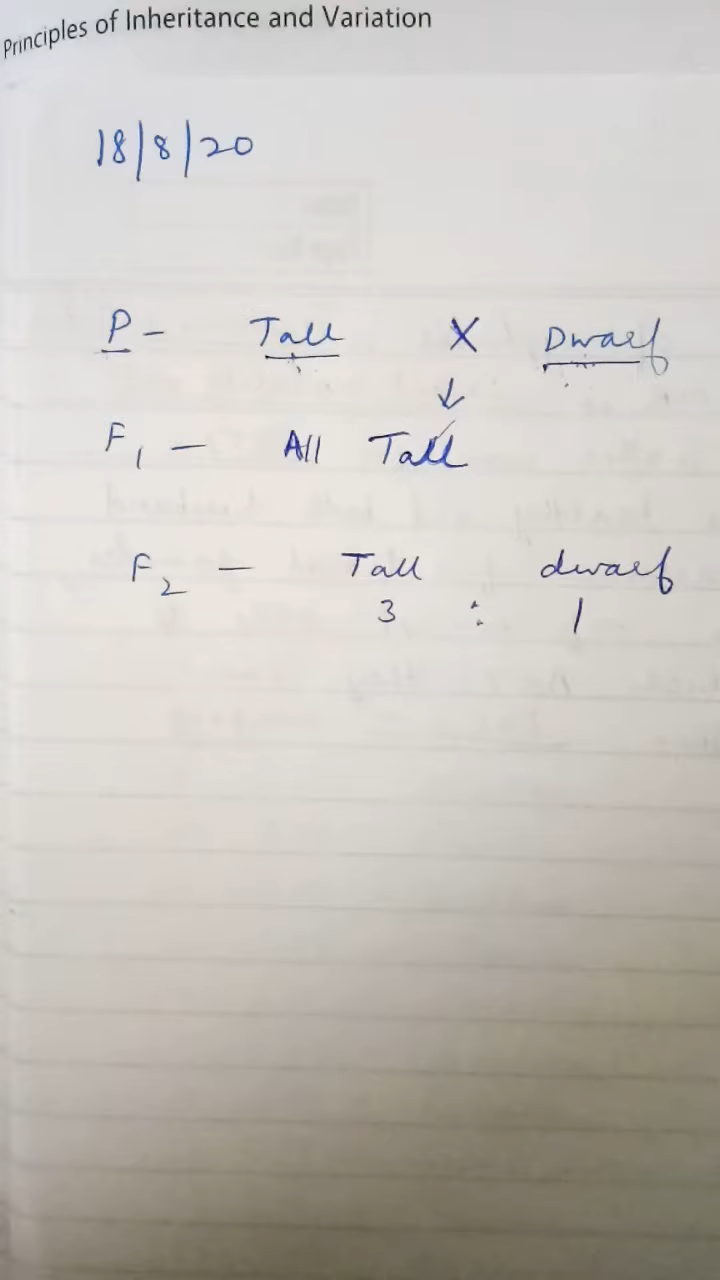 Principles of Inheritance and Variation
18/8/20
P - Tall X Dwarf
↓
F₁ - All Tall
F₂ - Tall dwarf
3 : 1